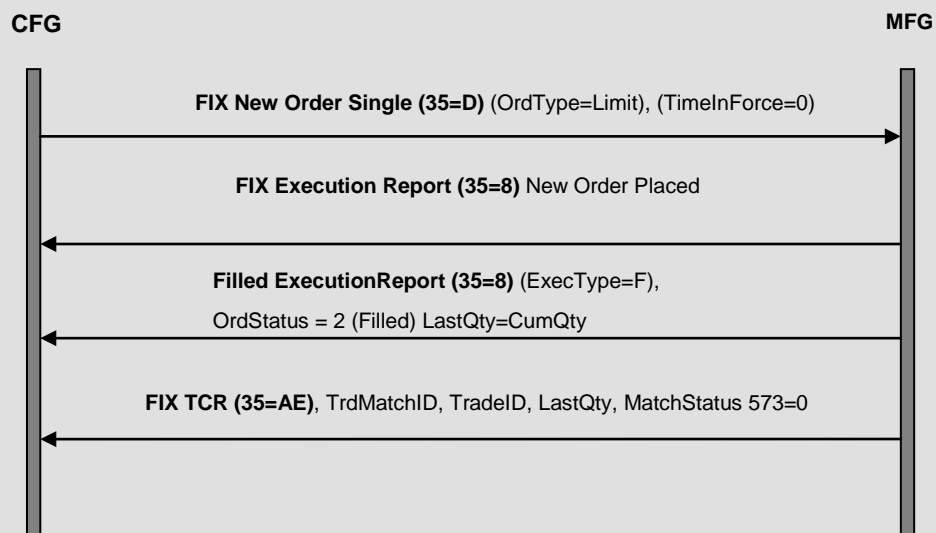 CFG
MFG
FIX New Order Single (35=D) (OrdType=Limit), (TimeInForce=0)
FIX Execution Report (35=8) New Order Placed
Filled ExecutionReport (35=8) (ExecType=F),
OrdStatus = 2 (Filled) LastQty=CumQty
FIX TCR (35=AE), TrdMatchID, TradeID, LastQty, MatchStatus 573=0